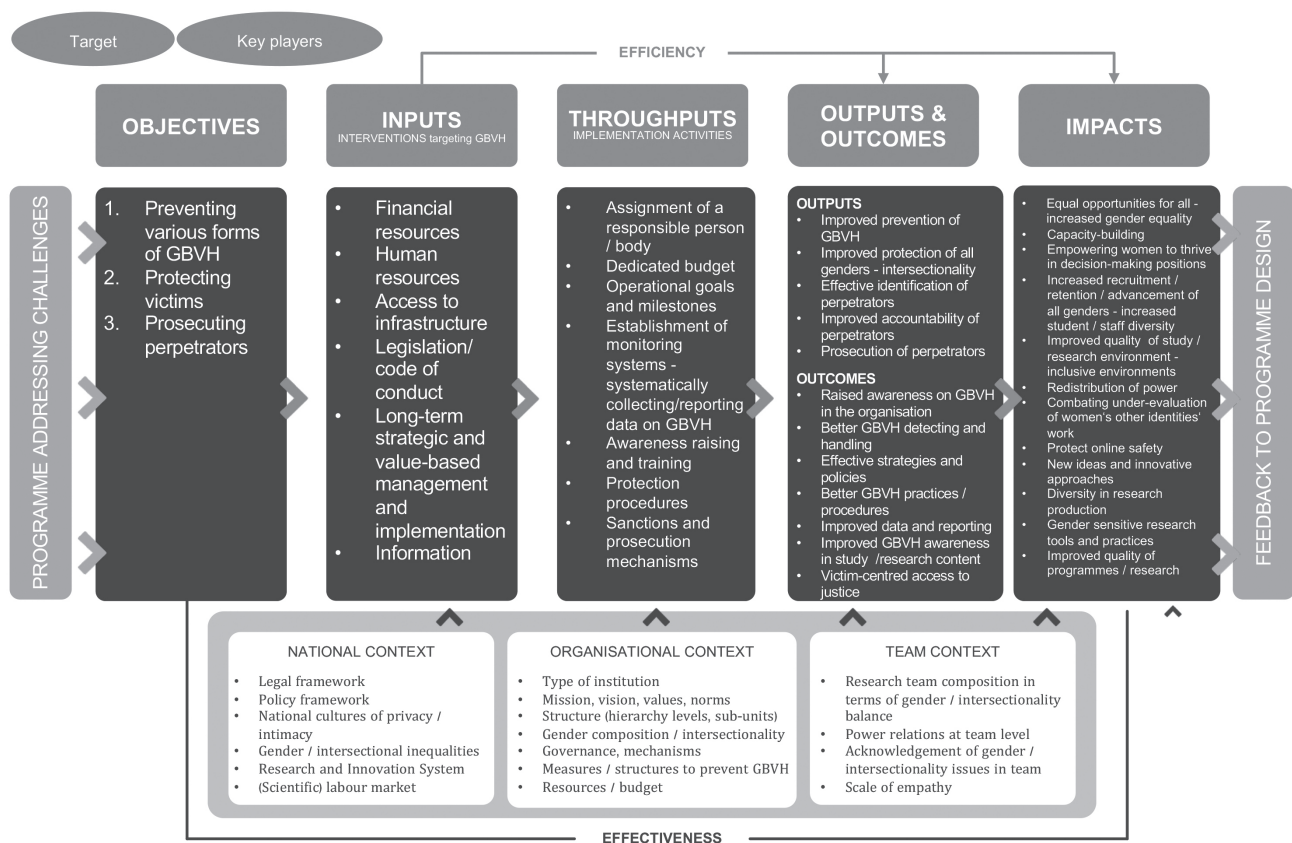 Target
Key players
EFFICIENCY
OBJECTIVES
INPUTS
INTERVENTIONS targeting GBVH
THROUGHPUTS
IMPLEMENTATION ACTIVITIES
OUTPUTS &
OUTCOMES
IMPACTS
PROGRAMME ADDRESSING CHALLENGES
1. Preventing
various forms
of GBVH
2. Protecting
victims
3. Prosecuting
perpetrators
• Financial
resources
• Human
resources
• Access to
infrastructure
• Legislation/
code of
conduct
• Long-term
strategic and
value-based
management
and
implementation
• Information
• Assignment of a
responsible person
/ body
• Dedicated budget
• Operational goals
and milestones
• Establishment of
monitoring
systems -
systematically
collecting/reporting
data on GBVH
• Awareness raising
and training
• Protection
procedures
• Sanctions and
prosecution
mechanisms
OUTPUTS
• Improved prevention of
GBVH
• Improved protection of all
genders - intersectionality
• Effective identification of
perpetrators
• Improved accountability of
perpetrators
• Prosecution of perpetrators
OUTCOMES
• Raised awareness on GBVH
in the organisation
• Better GBVH detecting and
handling
• Effective strategies and
policies
• Better GBVH practices /
procedures
• Improved data and reporting
• Improved GBVH awareness
in study /research content
• Victim-centred access to
justice
• Equal opportunities for all -
increased gender equality
• Capacity-building
• Empowering women to thrive
in decision-making positions
• Increased recruitment /
retention / advancement of
all genders - increased
student / staff diversity
• Improved quality of study /
research environment -
inclusive environments
• Redistribution of power
• Combating under-evaluation
of women's other identities'
work
• Protect online safety
• New ideas and innovative
approaches
• Diversity in research
production
• Gender sensitive research
tools and practices
• Improved quality of
programmes / research
FEEDBACK TO PROGRAMME DESIGN
NATIONAL CONTEXT
• Legal framework
• Policy framework
• National cultures of privacy /
intimacy
• Gender / intersectional inequalities
• Research and Innovation System
• (Scientific) labour market
ORGANISATIONAL CONTEXT
• Type of institution
• Mission, vision, values, norms
• Structure (hierarchy levels, sub-units)
• Gender composition / intersectionality
• Governance, mechanisms
• Measures / structures to prevent GBVH
• Resources / budget
TEAM CONTEXT
• Research team composition in
terms of gender / intersectionality
balance
• Power relations at team level
• Acknowledgement of gender /
intersectionality issues in team
• Scale of empathy
EFFECTIVENESS